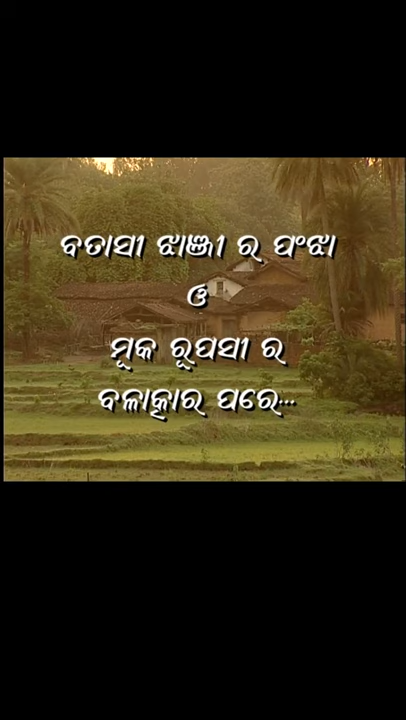 ବତାସୀ ଝାଞ୍ଜୀ ର ପଂଝା
ଓ
ମୂକ ରୂପସୀ ର
ବଳାତ୍କାର ପରେ...